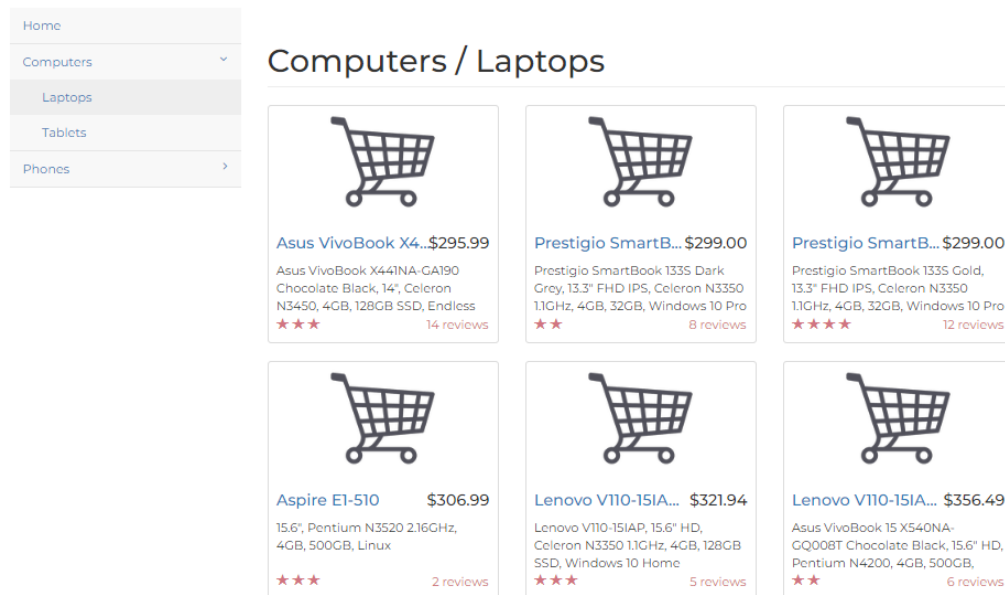 Home
Computers
Laptops
Tablets
Phones
Computers / Laptops
Asus VivoBook X4... $295.99
Asus VivoBook X441NA-GA190
Chocolate Black, 14", Celeron
N3450, 4GB, 128GB SSD, Endless
14 reviews
Prestigio SmartB... $299.00
Prestigio SmartBook 133S Dark
Grey, 13.3" FHD IPS, Celeron N3350
1.1GHz, 4GB, 32GB, Windows 10 Pro
8 reviews
Prestigio SmartB... $299.00
Prestigio SmartBook 133S Gold,
13.3" FHD IPS, Celeron N3350
1.1GHz, 4GB, 32GB, Windows 10 Pro
12 reviews
Aspire E1-510 $306.99
15.6", Pentium N3520 2.16GHz,
4GB, 500GB, Linux
2 reviews
Lenovo V110-15IA... $321.94
Lenovo V110-15IAP, 15.6" HD,
Celeron N3350 1.1GHz, 4GB, 128GB
SSD, Windows 10 Home
5 reviews
Lenovo V110-15IA... $356.49
Asus VivoBook 15 X540NA-
GQ008T Chocolate Black, 15.6" HD,
Pentium N4200, 4GB, 500GB,
6 reviews